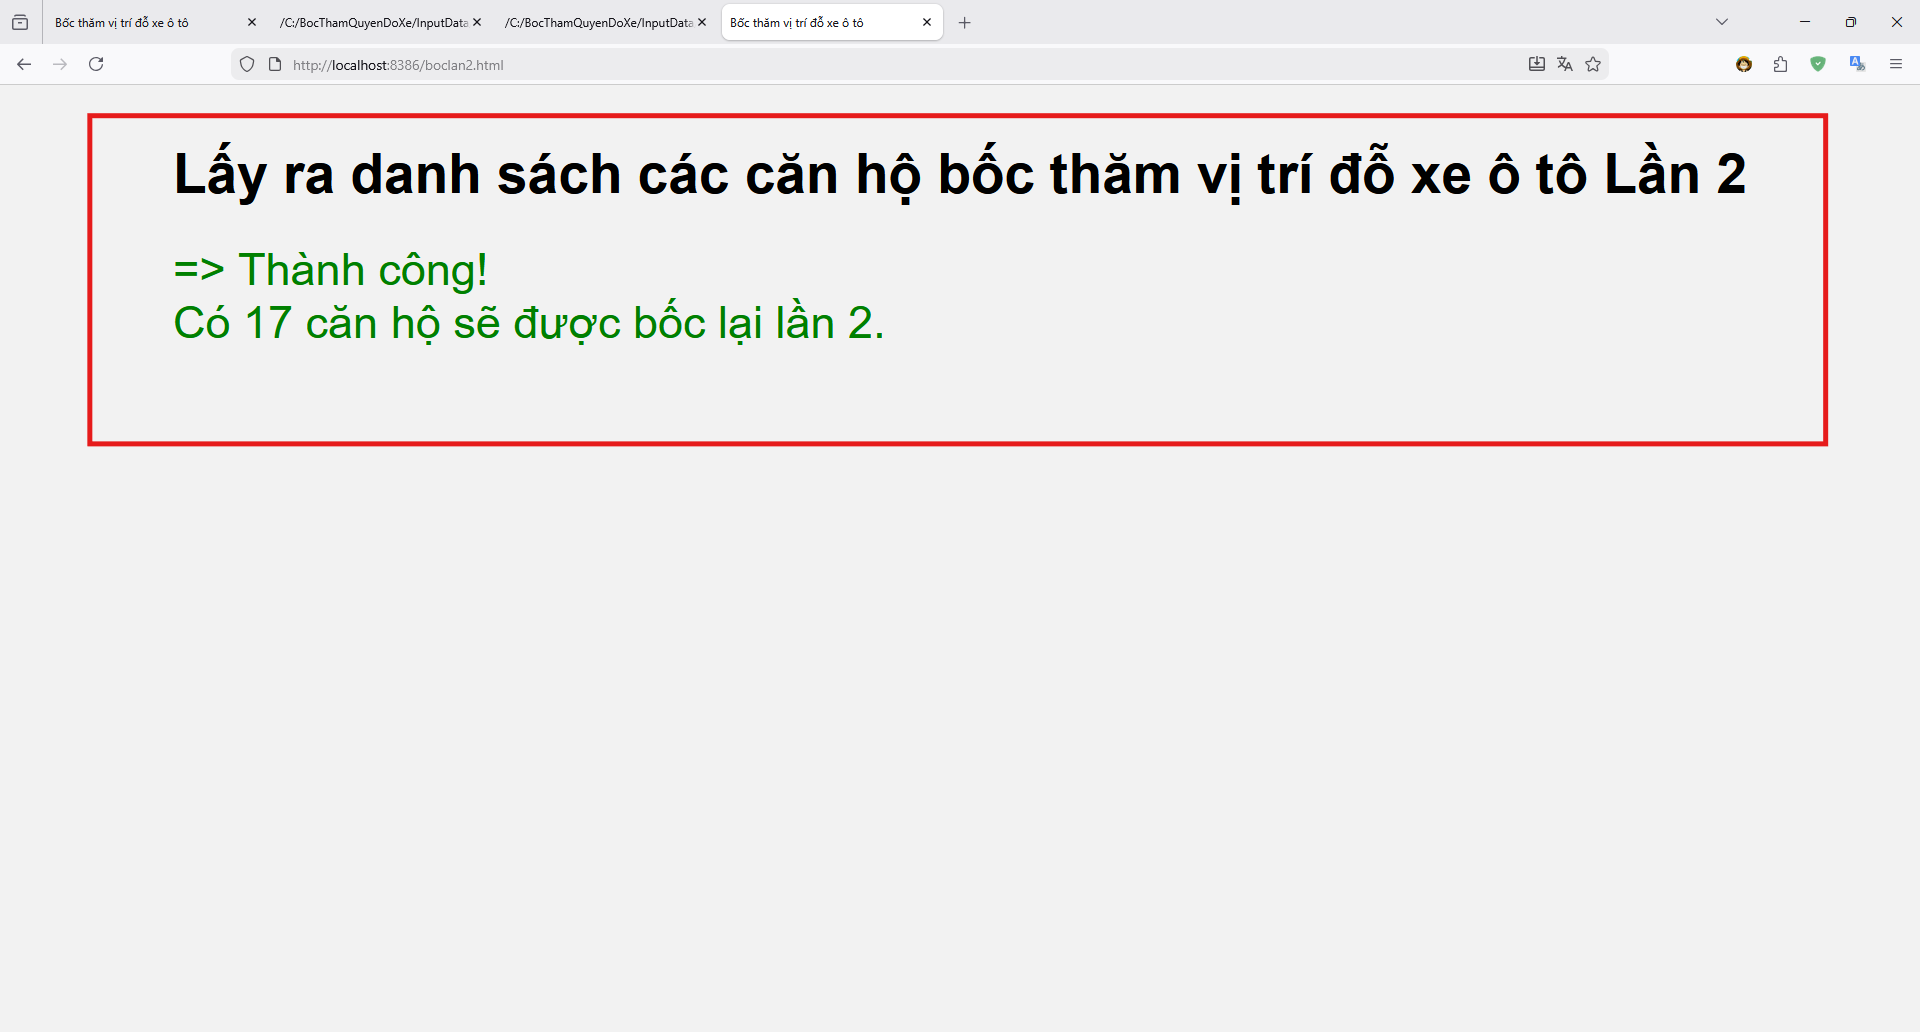 Bốc thăm vị trí đỗ xe ô tô
/C:/BocThamQuyenDoXe/InputData
/C:/BocThamQuyenDoXe/InputData
Bốc thăm vị trí đỗ xe ô tô
http://localhost:8386/boclan2.html
Lấy ra danh sách các căn hộ bốc thăm vị trí đỗ xe ô tô Lần 2
=> Thành công!
Có 17 căn hộ sẽ được bốc lại lần 2.